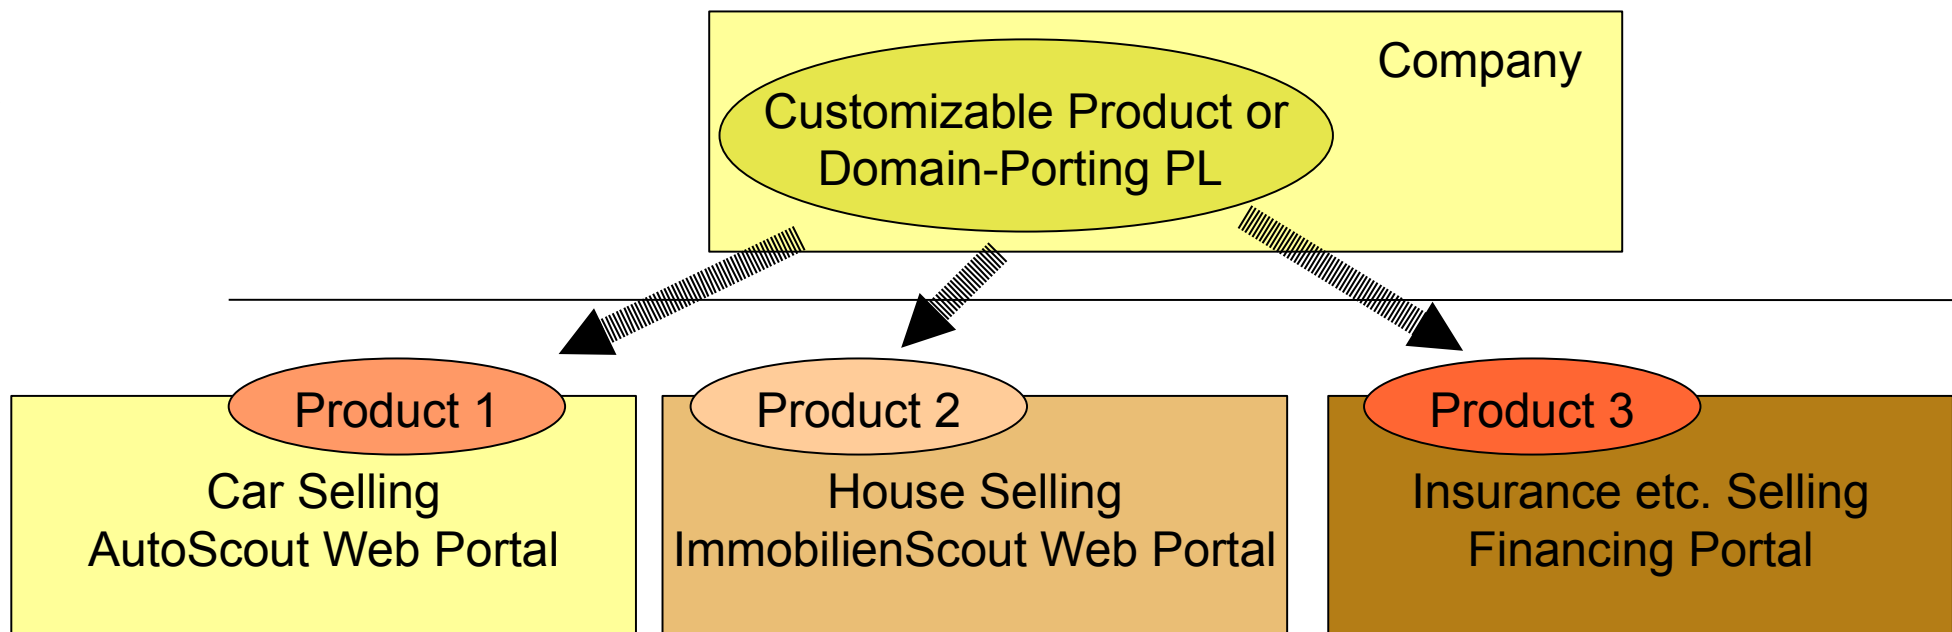 Company
Customizable Product or
Domain-Porting PL
Product 1
Car Selling
AutoScout Web Portal
Product 2
House Selling
ImmobilienScout Web Portal
Product 3
Insurance etc. Selling
Financing Portal